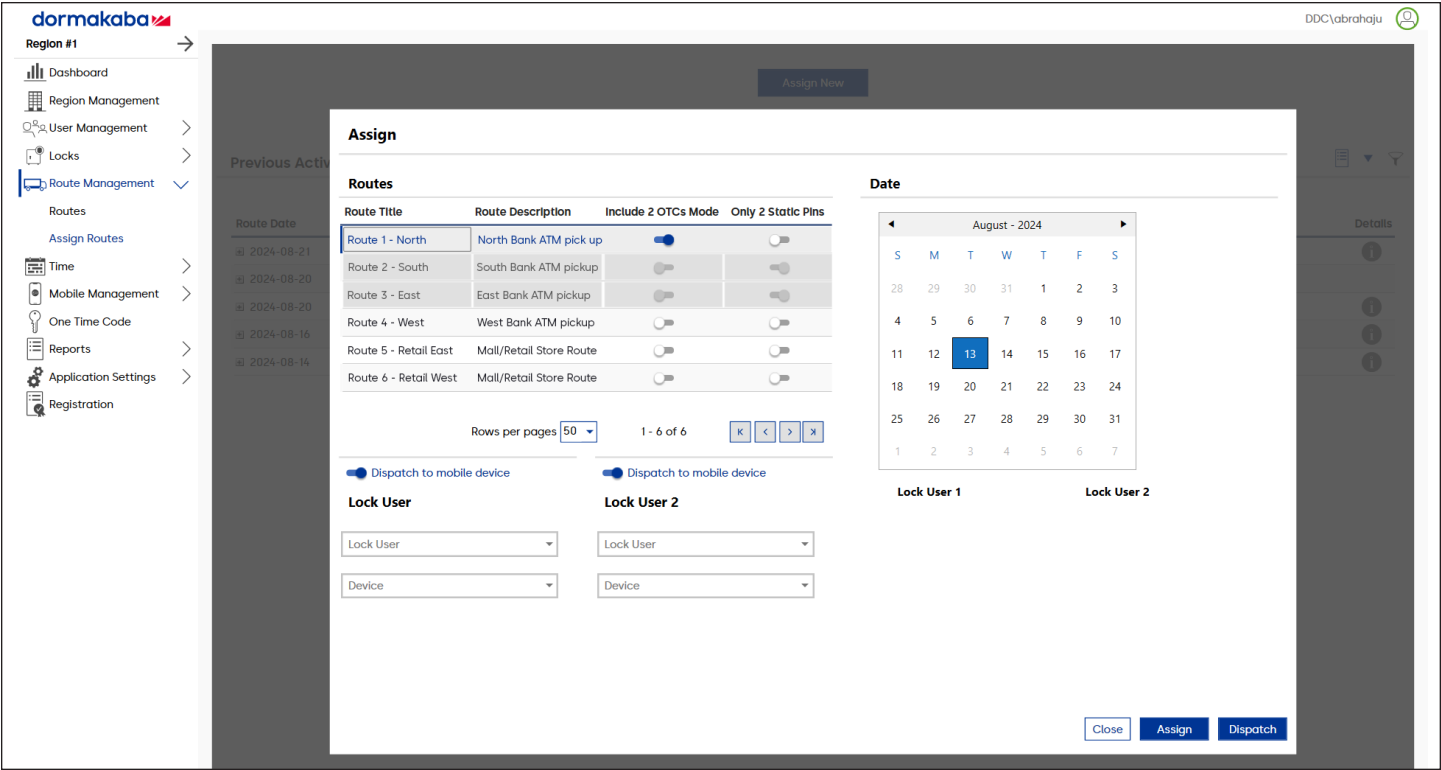 dormakaba
DDC\abrahaju
Region #1
Dashboard
Region Management
User Management
Locks
Route Management
Routes
Assign Routes
Time
Mobile Management
One Time Code
Reports
Application Settings
Registration
Assign New
Previous Activ
Route Date
Details
2024-08-21
2024-08-20
2024-08-20
2024-08-16
2024-08-14
Assign
Routes
Route Title Route Description Include 2 OTCs Mode Only 2 Static Pins
Route 1 - North North Bank ATM pick up
Route 2 - South South Bank ATM pickup
Route 3 - East East Bank ATM pickup
Route 4 - West West Bank ATM pickup
Route 5 - Retail East Mall/Retail Store Route
Route 6 - Retail West Mall/Retail Store Route
Rows per pages 50 1 - 6 of 6
Dispatch to mobile device Dispatch to mobile device
Lock User Lock User 2
Lock User Lock User
Device Device
Date
August - 2024
S M T W T F S
28 29 30 31 1 2 3
4 5 6 7 8 9 10
11 12 13 14 15 16 17
18 19 20 21 22 23 24
25 26 27 28 29 30 31
1 2 3 4 5 6 7
Lock User 1 Lock User 2
Close Assign Dispatch